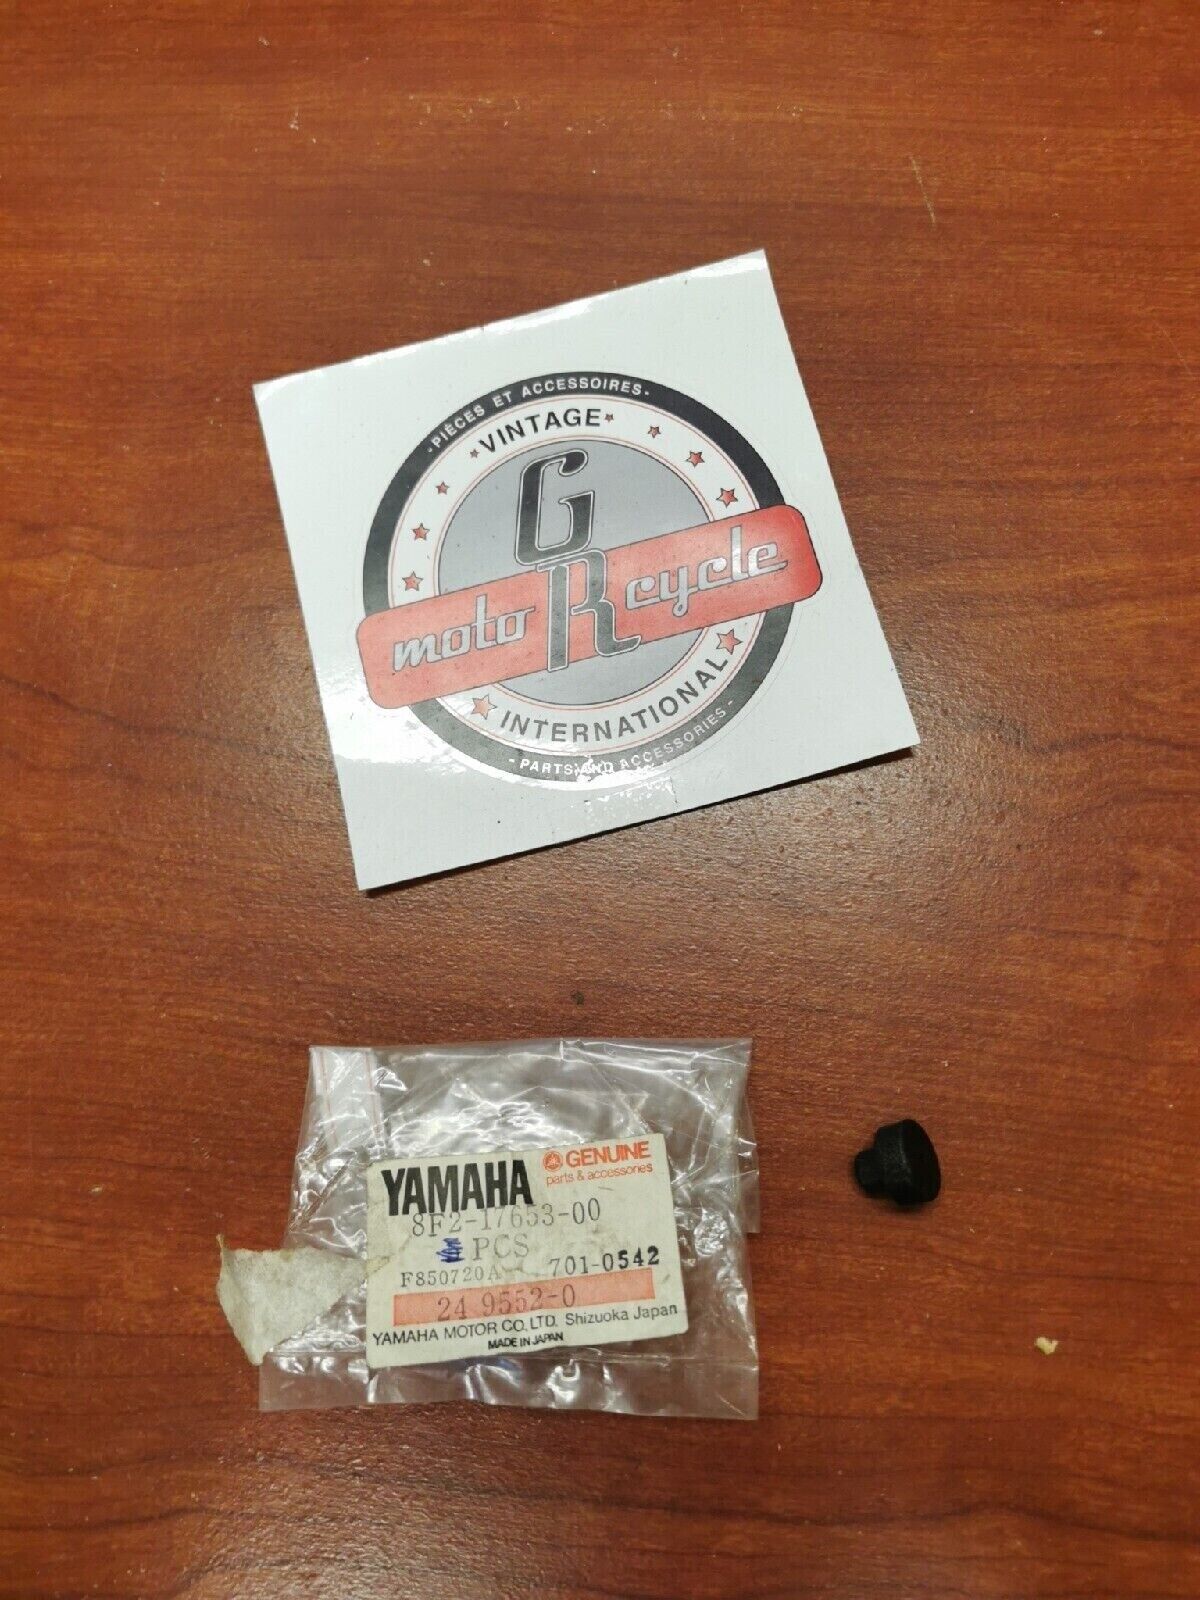 -PIÈCES ET ACCESSOIRES-
VINTAGE
G
moto R cycle
INTERNATIONAL
-PARTS AND ACCESSORIES-
YAMAHA GENUINE
parts & accessories
8F2-17653-00
PCS
F850720A 701-0542
24 9552-0
YAMAHA MOTOR CO., LTD. Shizuoka Japan
MADE IN JAPAN